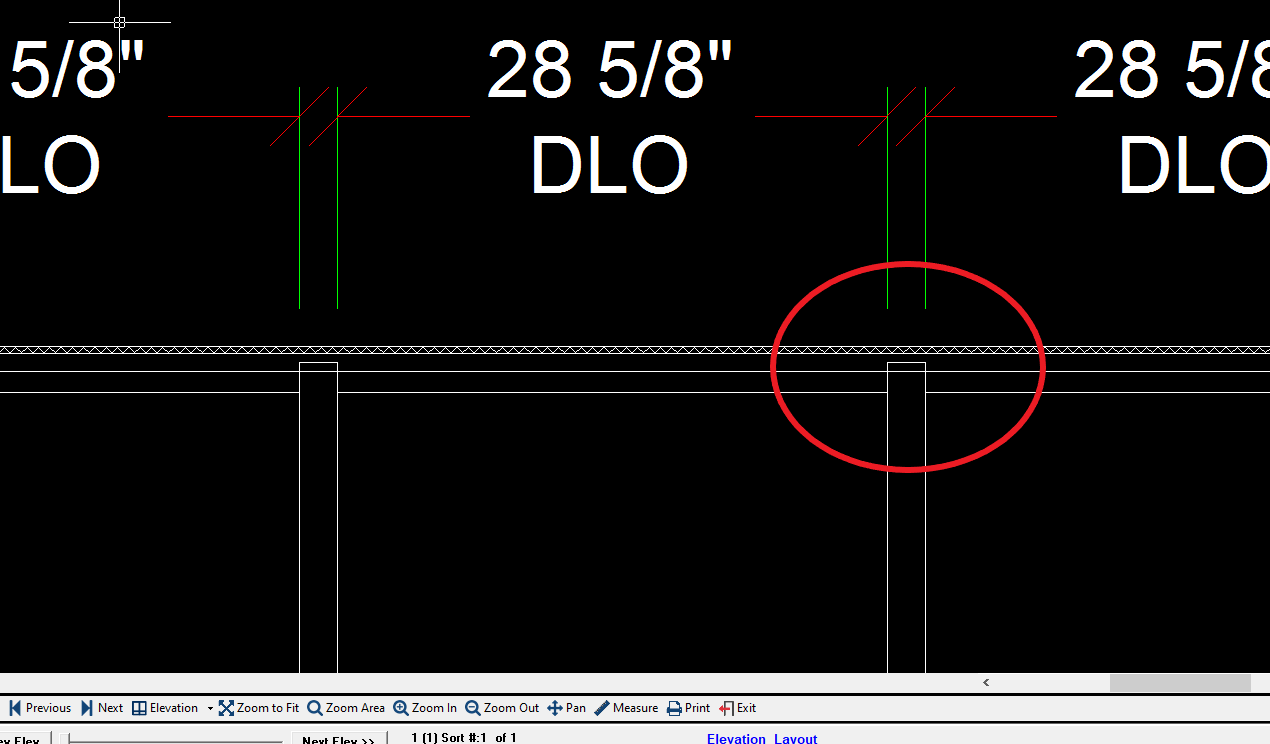 5/8" 28 5/8" 28 5/8
LO DLO DLO
<
Previous Next Elevation Zoom to Fit Zoom Area Zoom In Zoom Out Pan Measure Print Exit
ev Elev Next Elev >> 1 (1) Sort #:1 of 1 Elevation Layout